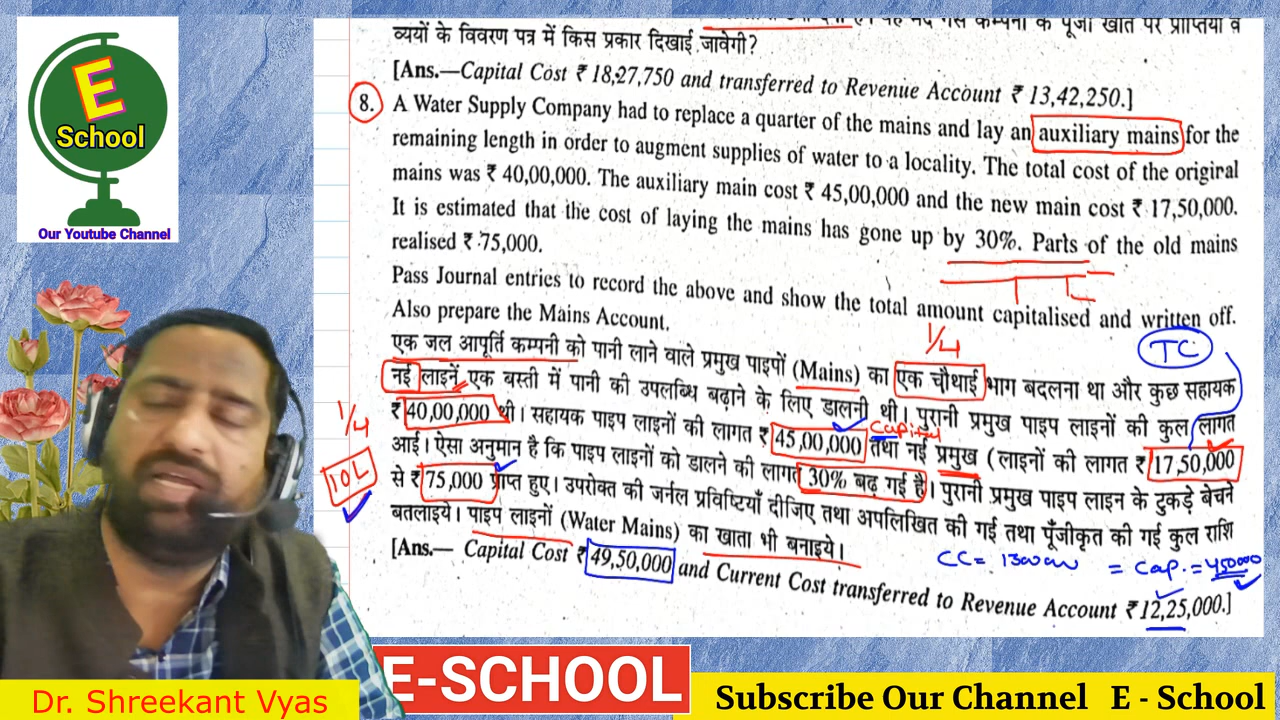 E
School
Our Youtube Channel
व्ययों के विवरण पत्र में किस प्रकार दिखाई जावेगी?
[Ans.—Capital Cost ₹ 18,27,750 and transferred to Revenue Account ₹ 13,42,250.]
8. A Water Supply Company had to replace a quarter of the mains and lay an auxiliary mains for the
remaining length in order to augment supplies of water to a locality. The total cost of the original
mains was ₹ 40,00,000. The auxiliary main cost ₹ 45,00,000 and the new main cost ₹ 17,50,000.
It is estimated that the cost of laying the mains has gone up by 30%. Parts of the old mains
realised ₹ 75,000.
Pass Journal entries to record the above and show the total amount capitalised and written off.
Also prepare the Mains Account.
1/4
TC
एक जल आपूर्ति कम्पनी को पानी लाने वाले प्रमुख पाइपों (Mains) का एक चौथाई भाग बदलना था और कुछ सहायक
नई लाइनें एक बस्ती में पानी की उपलब्धि बढ़ाने के लिए डालनी थी। पुरानी प्रमुख पाइप लाइनों की कुल लागत
1/4
₹ 40,00,000 थी। सहायक पाइप लाइनों की लागत ₹ 45,00,000 तथा नई प्रमुख (लाइनों की लागत ₹ 17,50,000
Capital
आई। ऐसा अनुमान है कि पाइप लाइनों को डालने की लागत 30% बढ़ गई है। पुरानी प्रमुख पाइप लाइन के टुकड़े बेचने
10L
से ₹ 75,000 प्राप्त हुए। उपरोक्त की जर्नल प्रविष्टियाँ दीजिए तथा अपलिखित की गई तथा पूँजीकृत की गई कुल राशि
बतलाइये। पाइप लाइनों (Water Mains) का खाता भी बनाइये।
CC = 1300000 = Cap. = 450000
[Ans.— Capital Cost ₹ 49,50,000 and Current Cost transferred to Revenue Account ₹ 12,25,000.]
E-SCHOOL
Dr. Shreekant Vyas
Subscribe Our Channel E - School